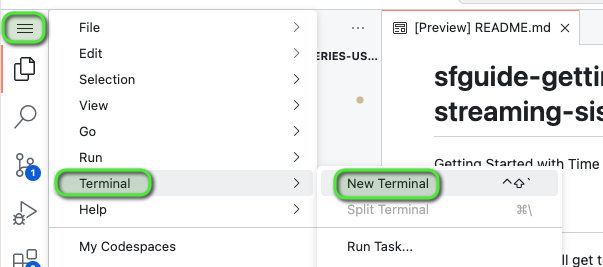 File
[Preview] README.md
Edit
ERIES-US...
Selection
View
sfguide-gettin
streaming-sis
Go
Run
Getting Started with Time
1
Terminal
New Terminal ^⇧`
Help
Split Terminal ⌘\
My Codespaces
Run Task...
ll get to